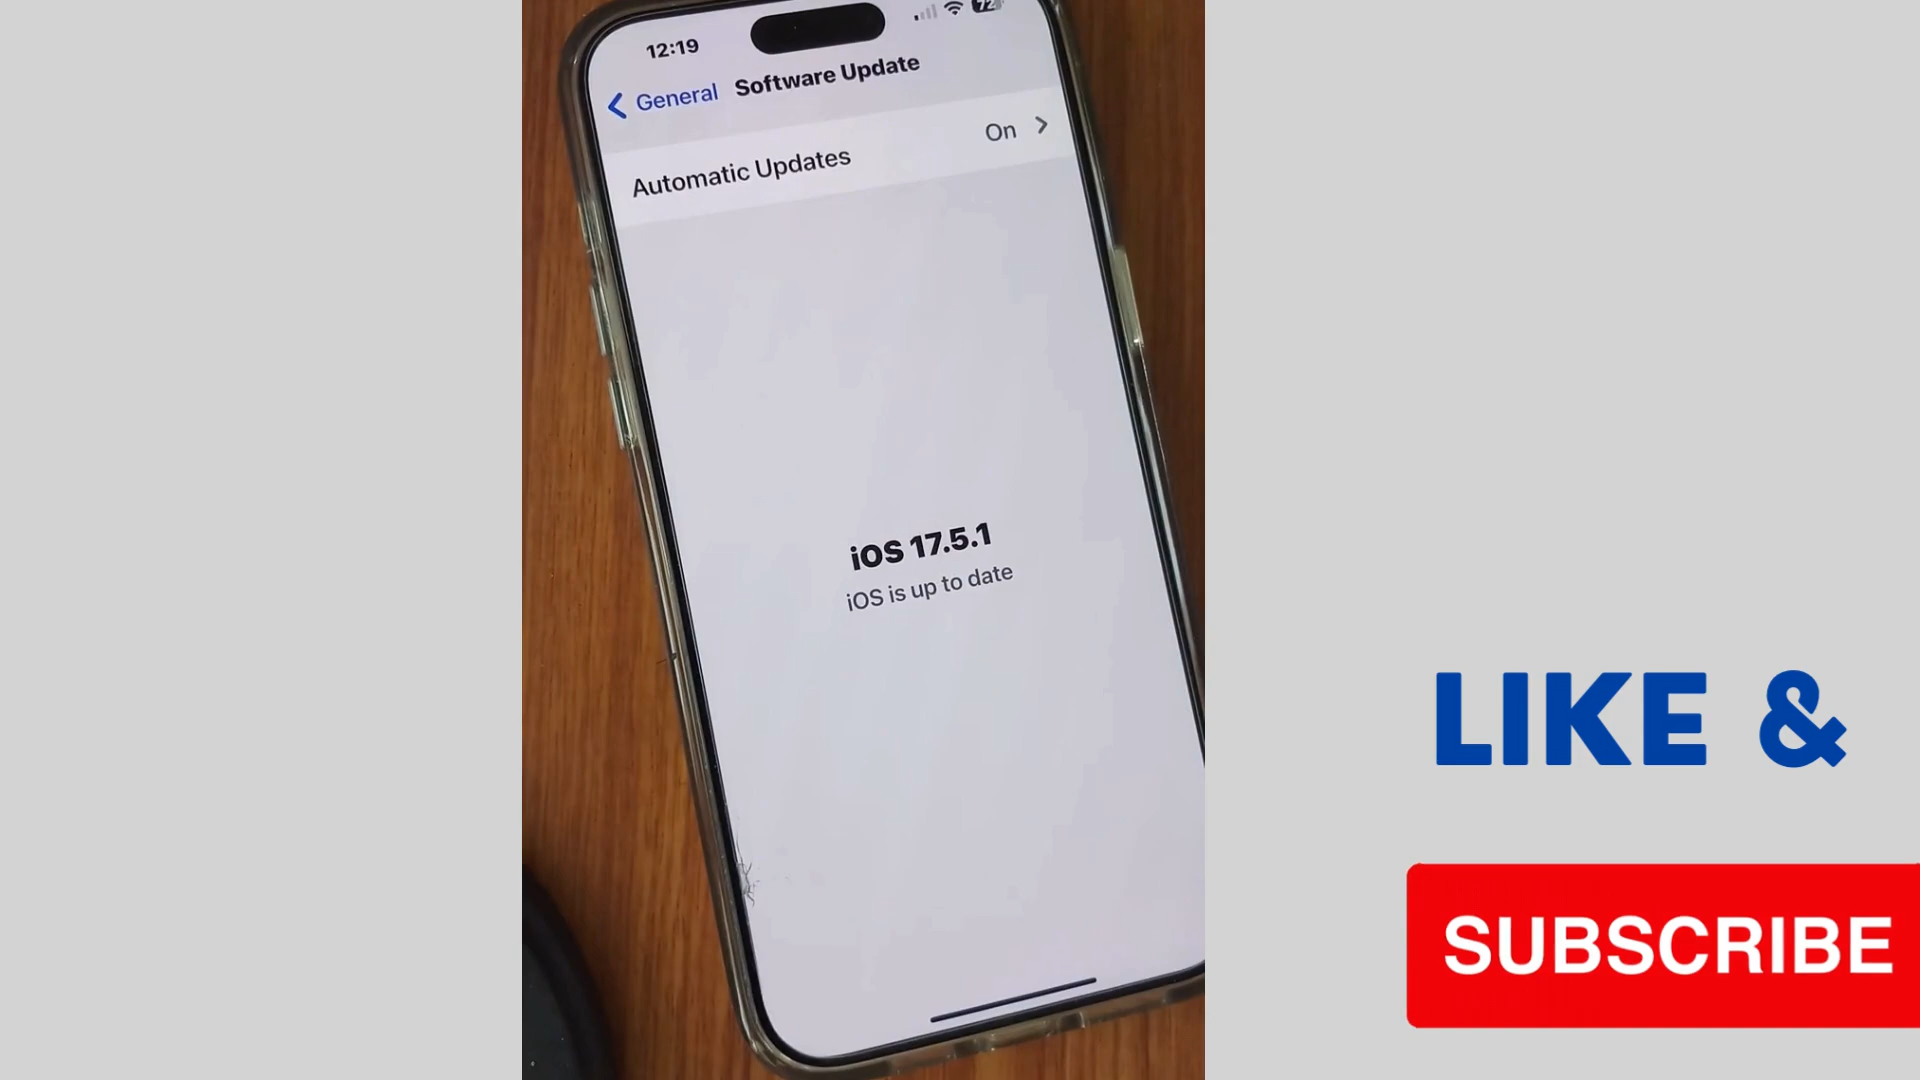 12:19
72
General Software Update
Automatic Updates On
iOS 17.5.1
iOS is up to date
LIKE &
SUBSCRIBE